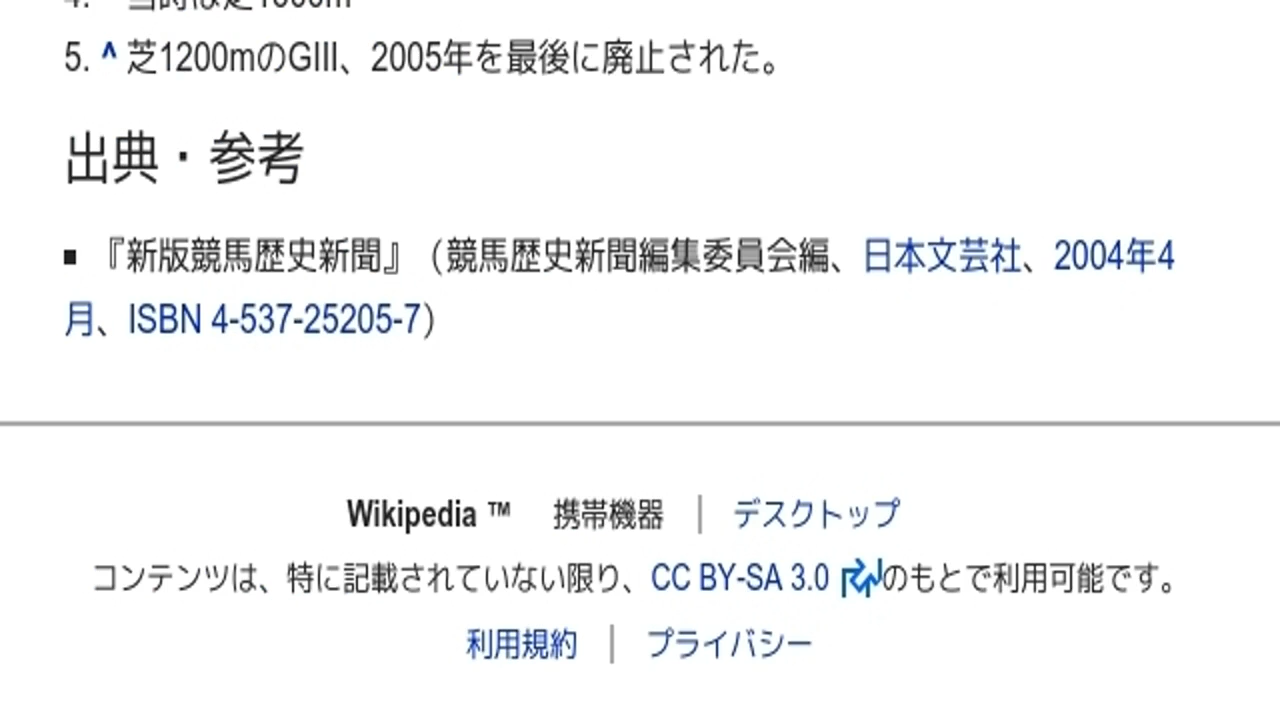 5. ^ 芝1200mのGIII、2005年を最後に廃止された。
出典・参考
▪ 『新版競馬歴史新聞』（競馬歴史新聞編集委員会編、日本文芸社、2004年4
月、ISBN 4-537-25205-7）
Wikipedia ™ 携帯機器 | デスクトップ
コンテンツは、特に記載されていない限り、CC BY-SA 3.0 のもとで利用可能です。
利用規約 | プライバシー